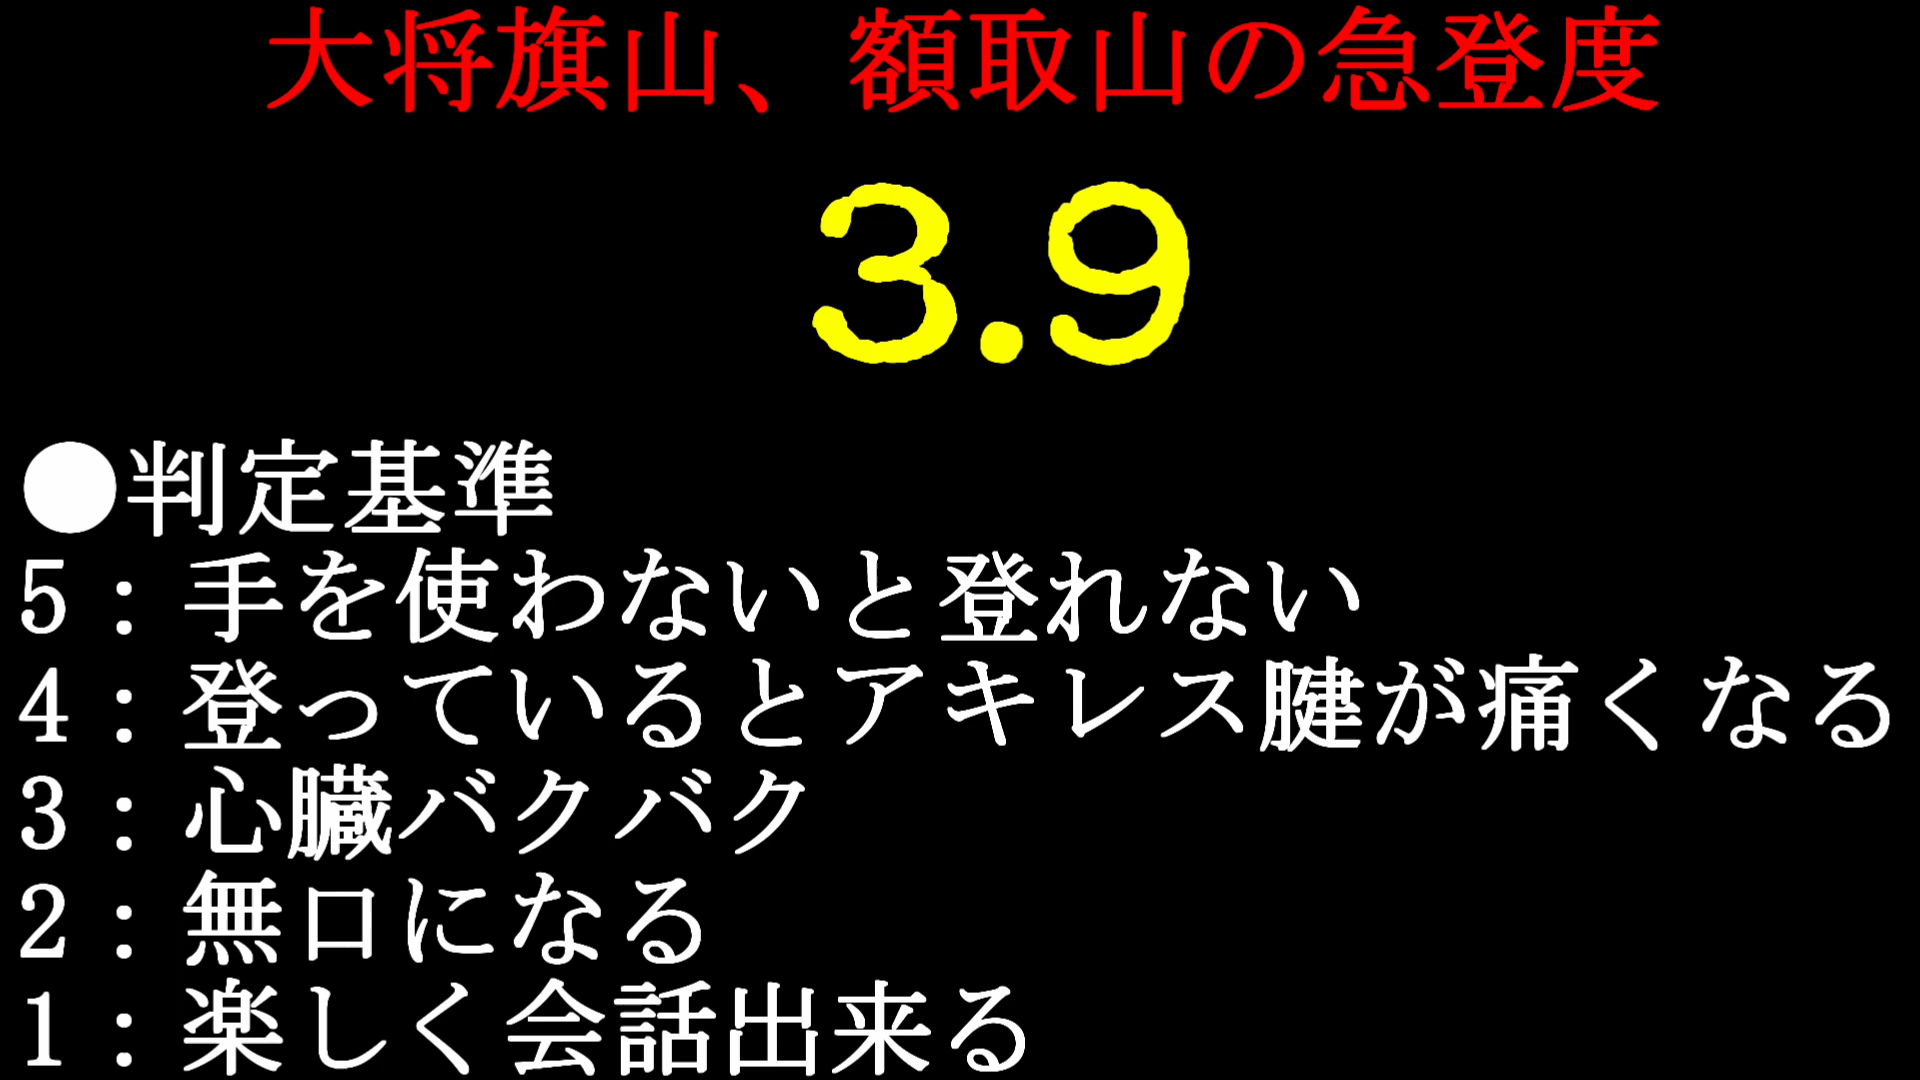 大将旗山、額取山の急登度
3.9
●判定基準
5：手を使わないと登れない
4：登っているとアキレス腱が痛くなる
3：心臓バクバク
2：無口になる
1：楽しく会話出来る